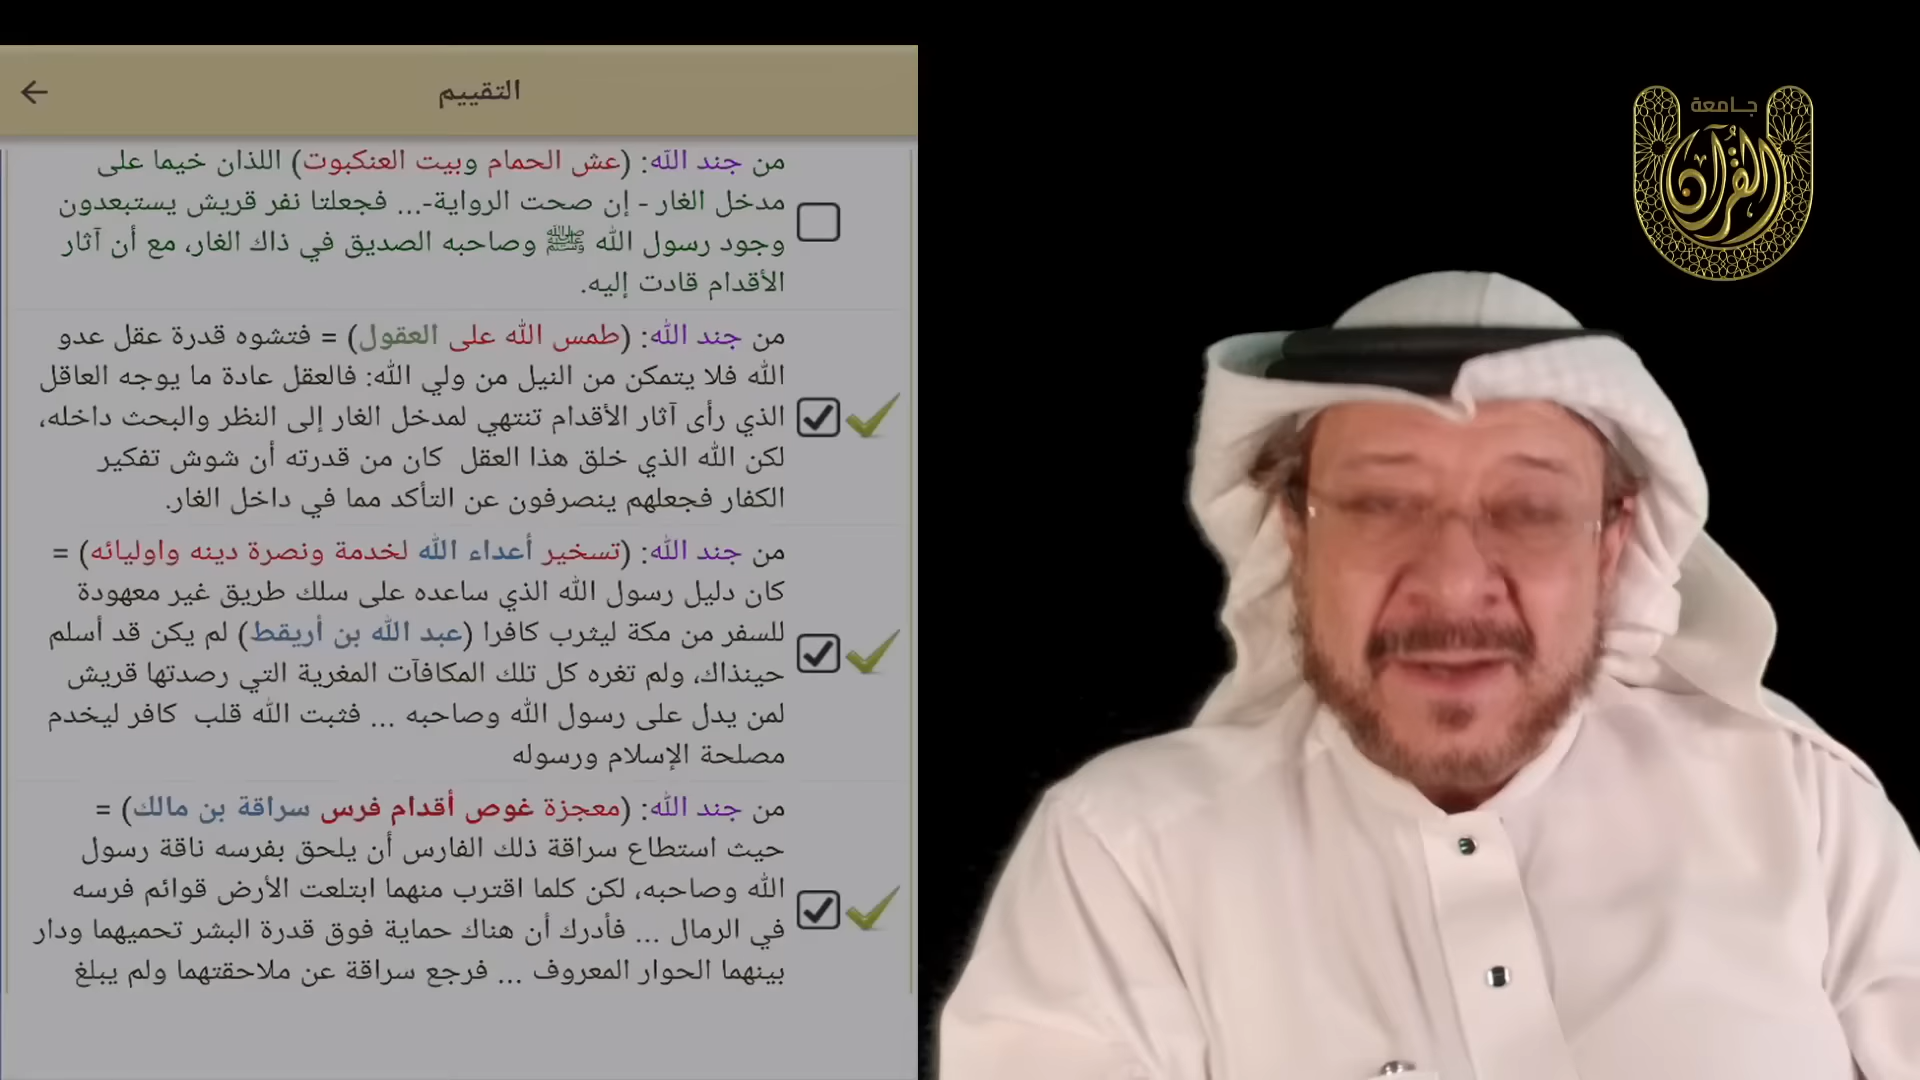 التقييم
من جند الله: (عش الحمام وبيت العنكبوت) اللذان خيما على
مدخل الغار - إن صحت الرواية-... فجعلتا نفر قريش يستبعدون
وجود رسول الله ﷺ وصاحبه الصديق في ذاك الغار، مع أن آثار
الأقدام قادت إليه.
من جند الله: (طمس الله على العقول) = فتشوه قدرة عقل عدو
الله فلا يتمكن من النيل من ولي الله: فالعقل عادة ما يوجه العاقل
الذي رأى آثار الأقدام تنتهي لمدخل الغار إلى النظر والبحث داخله،
لكن الله الذي خلق هذا العقل كان من قدرته أن شوش تفكير
الكفار فجعلهم ينصرفون عن التأكد مما في داخل الغار.
من جند الله: (تسخير أعداء الله لخدمة ونصرة دينه واوليائه) =
كان دليل رسول الله الذي ساعده على سلك طريق غير معهودة
للسفر من مكة ليثرب كافرا (عبد الله بن أريقط) لم يكن قد أسلم
حينذاك، ولم تغره كل تلك المكافآت المغرية التي رصدتها قريش
لمن يدل على رسول الله وصاحبه ... فثبت الله قلب كافر ليخدم
مصلحة الإسلام ورسوله
من جند الله: (معجزة غوص أقدام فرس سراقة بن مالك) =
حيث استطاع سراقة ذلك الفارس أن يلحق بفرسه ناقة رسول
الله وصاحبه، لكن كلما اقترب منهما ابتلعت الأرض قوائم فرسه
في الرمال ... فأدرك أن هناك حماية فوق قدرة البشر تحميهما ودار
بينهما الحوار المعروف ... فرجع سراقة عن ملاحقتهما ولم يبلغ
جامعة
القرآن